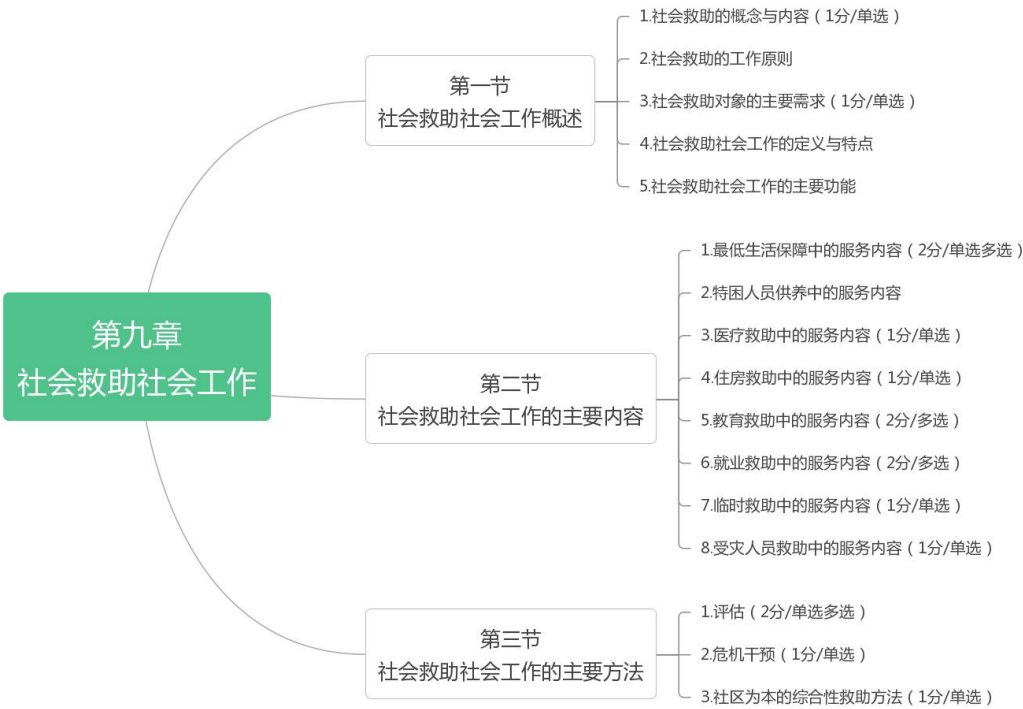 第九章
社会救助社会工作
第一节
社会救助社会工作概述
1.社会救助的概念与内容（1分/单选）
2.社会救助的工作原则
3.社会救助对象的主要需求（1分/单选）
4.社会救助社会工作的定义与特点
5.社会救助社会工作的主要功能
第二节
社会救助社会工作的主要内容
1.最低生活保障中的服务内容（2分/单选多选）
2.特困人员供养中的服务内容
3.医疗救助中的服务内容（1分/单选）
4.住房救助中的服务内容（1分/单选）
5.教育救助中的服务内容（2分/多选）
6.就业救助中的服务内容（2分/多选）
7.临时救助中的服务内容（1分/单选）
8.受灾人员救助中的服务内容（1分/单选）
第三节
社会救助社会工作的主要方法
1.评估（2分/单选多选）
2.危机干预（1分/单选）
3.社区为本的综合性救助方法（1分/单选）